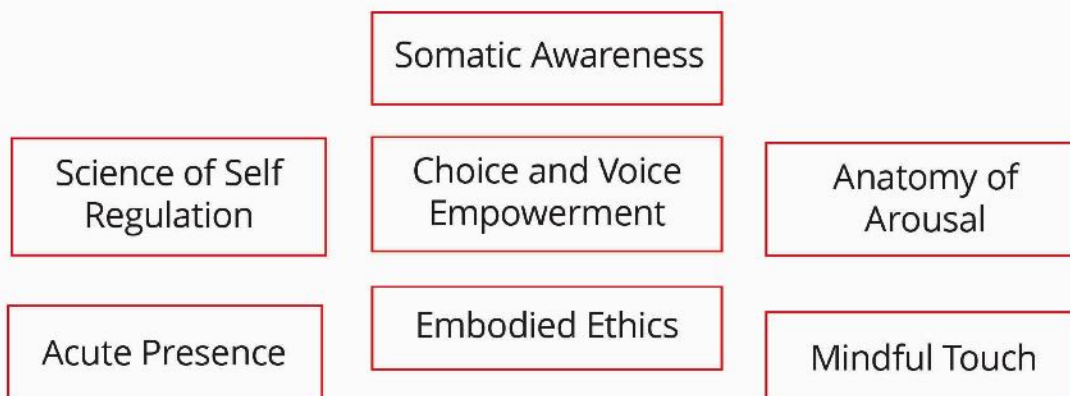 Somatic Awareness
Science of Self
Regulation
Choice and Voice
Empowerment
Anatomy of
Arousal
Acute Presence
Embodied Ethics
Mindful Touch